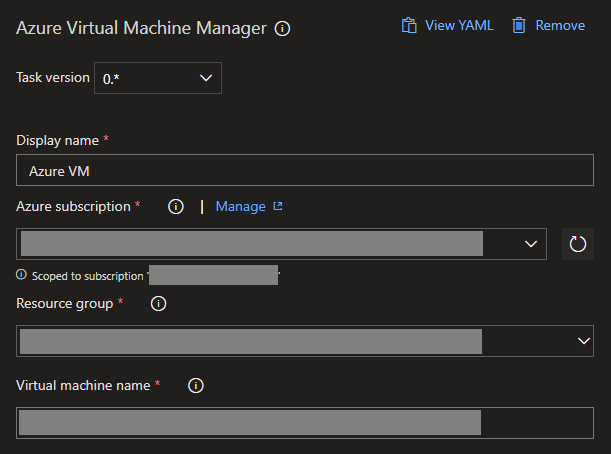 Azure Virtual Machine Manager
View YAML
Remove
Task version 0.*
Display name *
Azure VM
Azure subscription * | Manage
Scoped to subscription ' '
Resource group *
Virtual machine name *